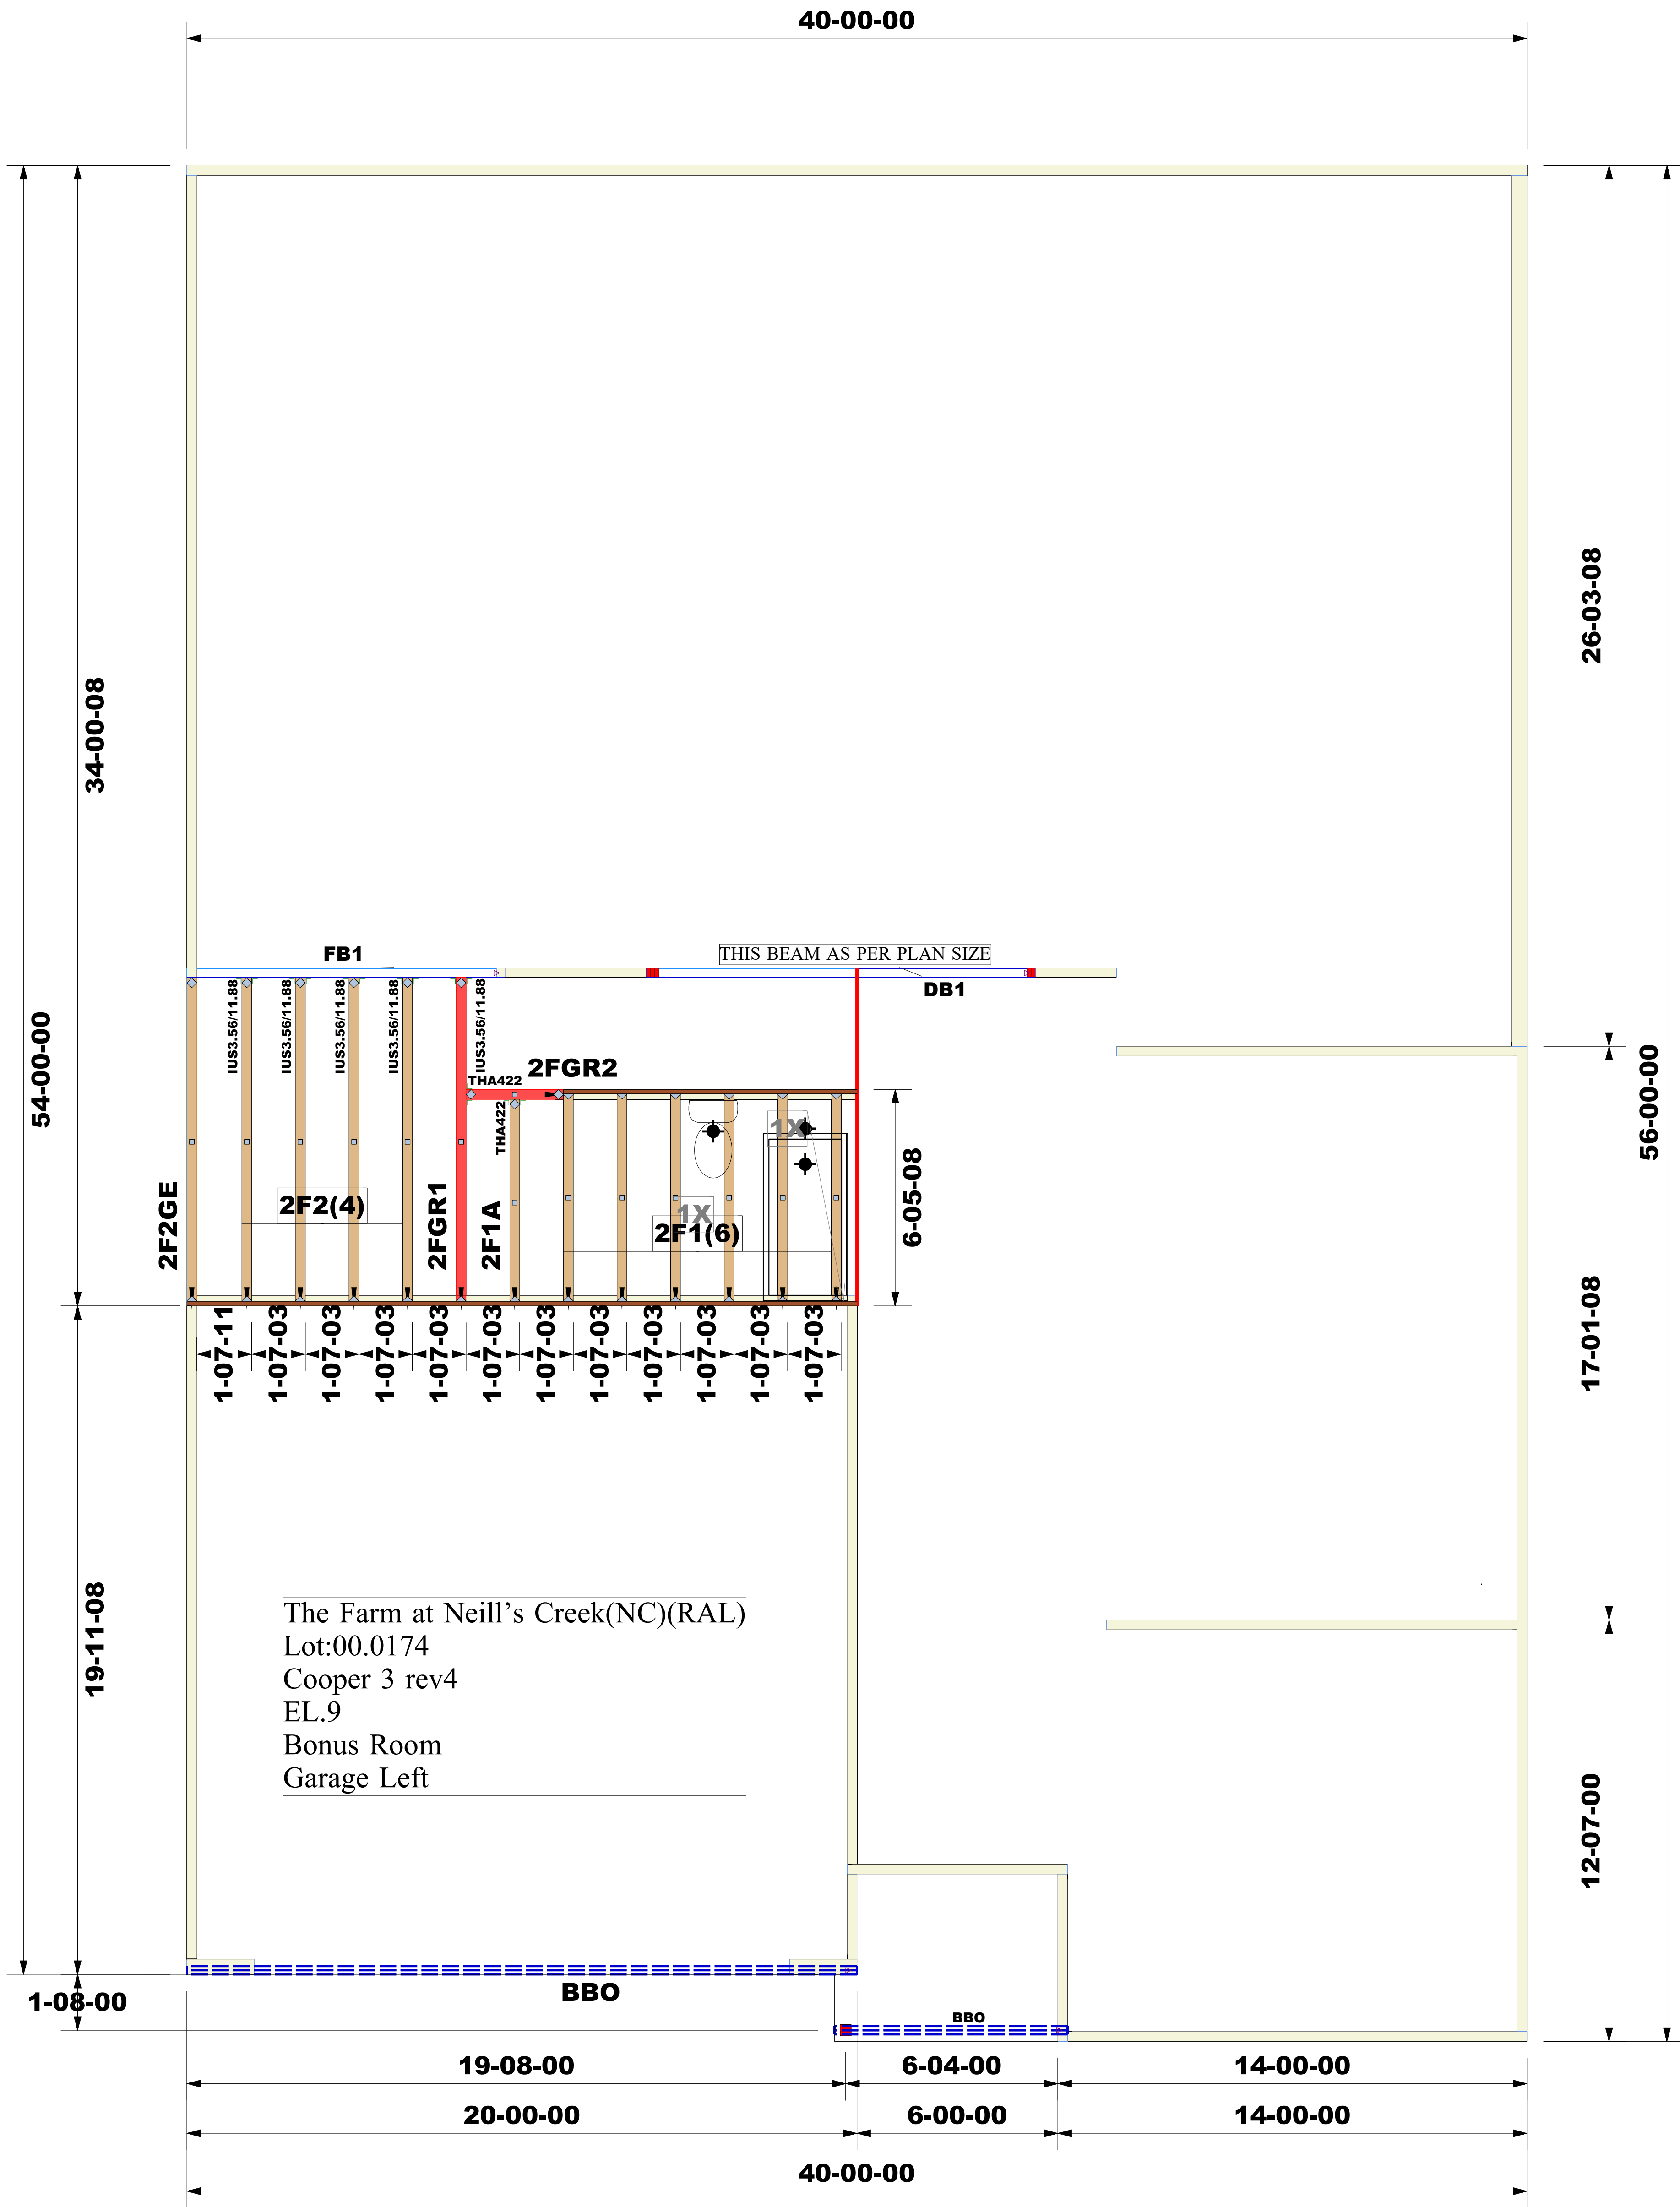 40-00-00
54-00-00
34-00-08
26-03-08
56-00-00
FB1
THIS BEAM AS PER PLAN SIZE
DB1
IUS3.56/11.88
IUS3.56/11.88
IUS3.56/11.88
IUS3.56/11.88
IUS3.56/11.88
2FGR2
THA422
THA422
1X
1X
2F2GE
2F2(4)
2FGR1
2F1A
2F1(6)
6-05-08
1-07-11
1-07-03
1-07-03
1-07-03
1-07-03
1-07-03
1-07-03
1-07-03
1-07-03
1-07-03
1-07-03
1-07-03
17-01-08
19-11-08
The Farm at Neill's Creek(NC)(RAL)
Lot:00.0174
Cooper 3 rev4
EL.9
Bonus Room
Garage Left
12-07-00
1-08-00
BBO
BBO
19-08-00
6-04-00
14-00-00
20-00-00
6-00-00
14-00-00
40-00-00